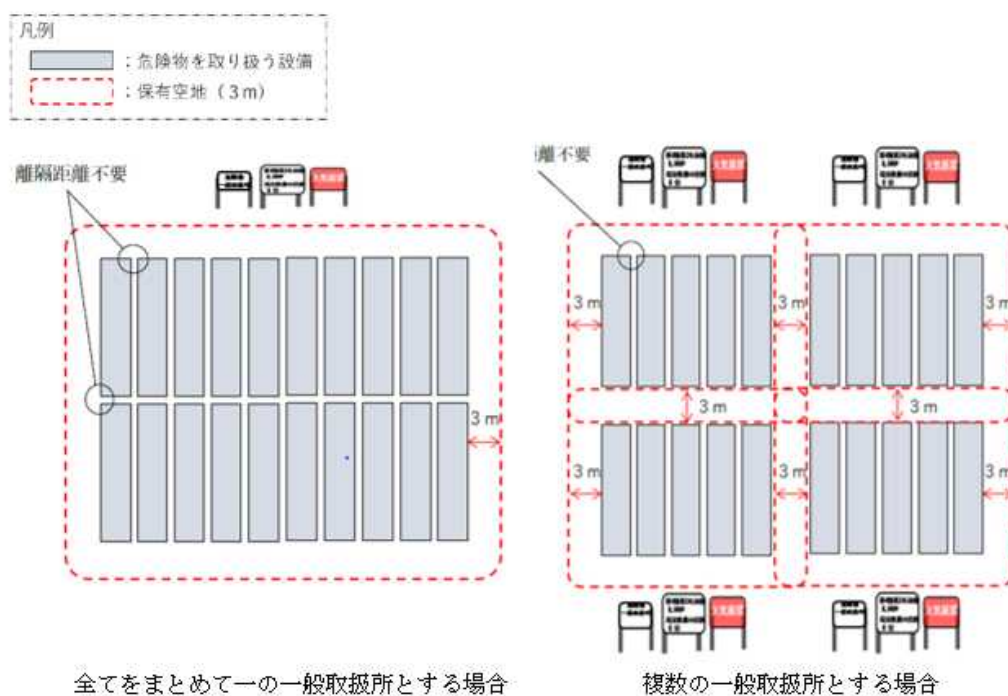 凡例
：危険物を取り扱う設備
：保有空地（3m）
離隔距離不要
離不要
3 m
3 m
3 m
3 m
3 m
3 m
3 m
3 m
3 m
3 m
全てをまとめて一の一般取扱所とする場合
複数の一般取扱所とする場合